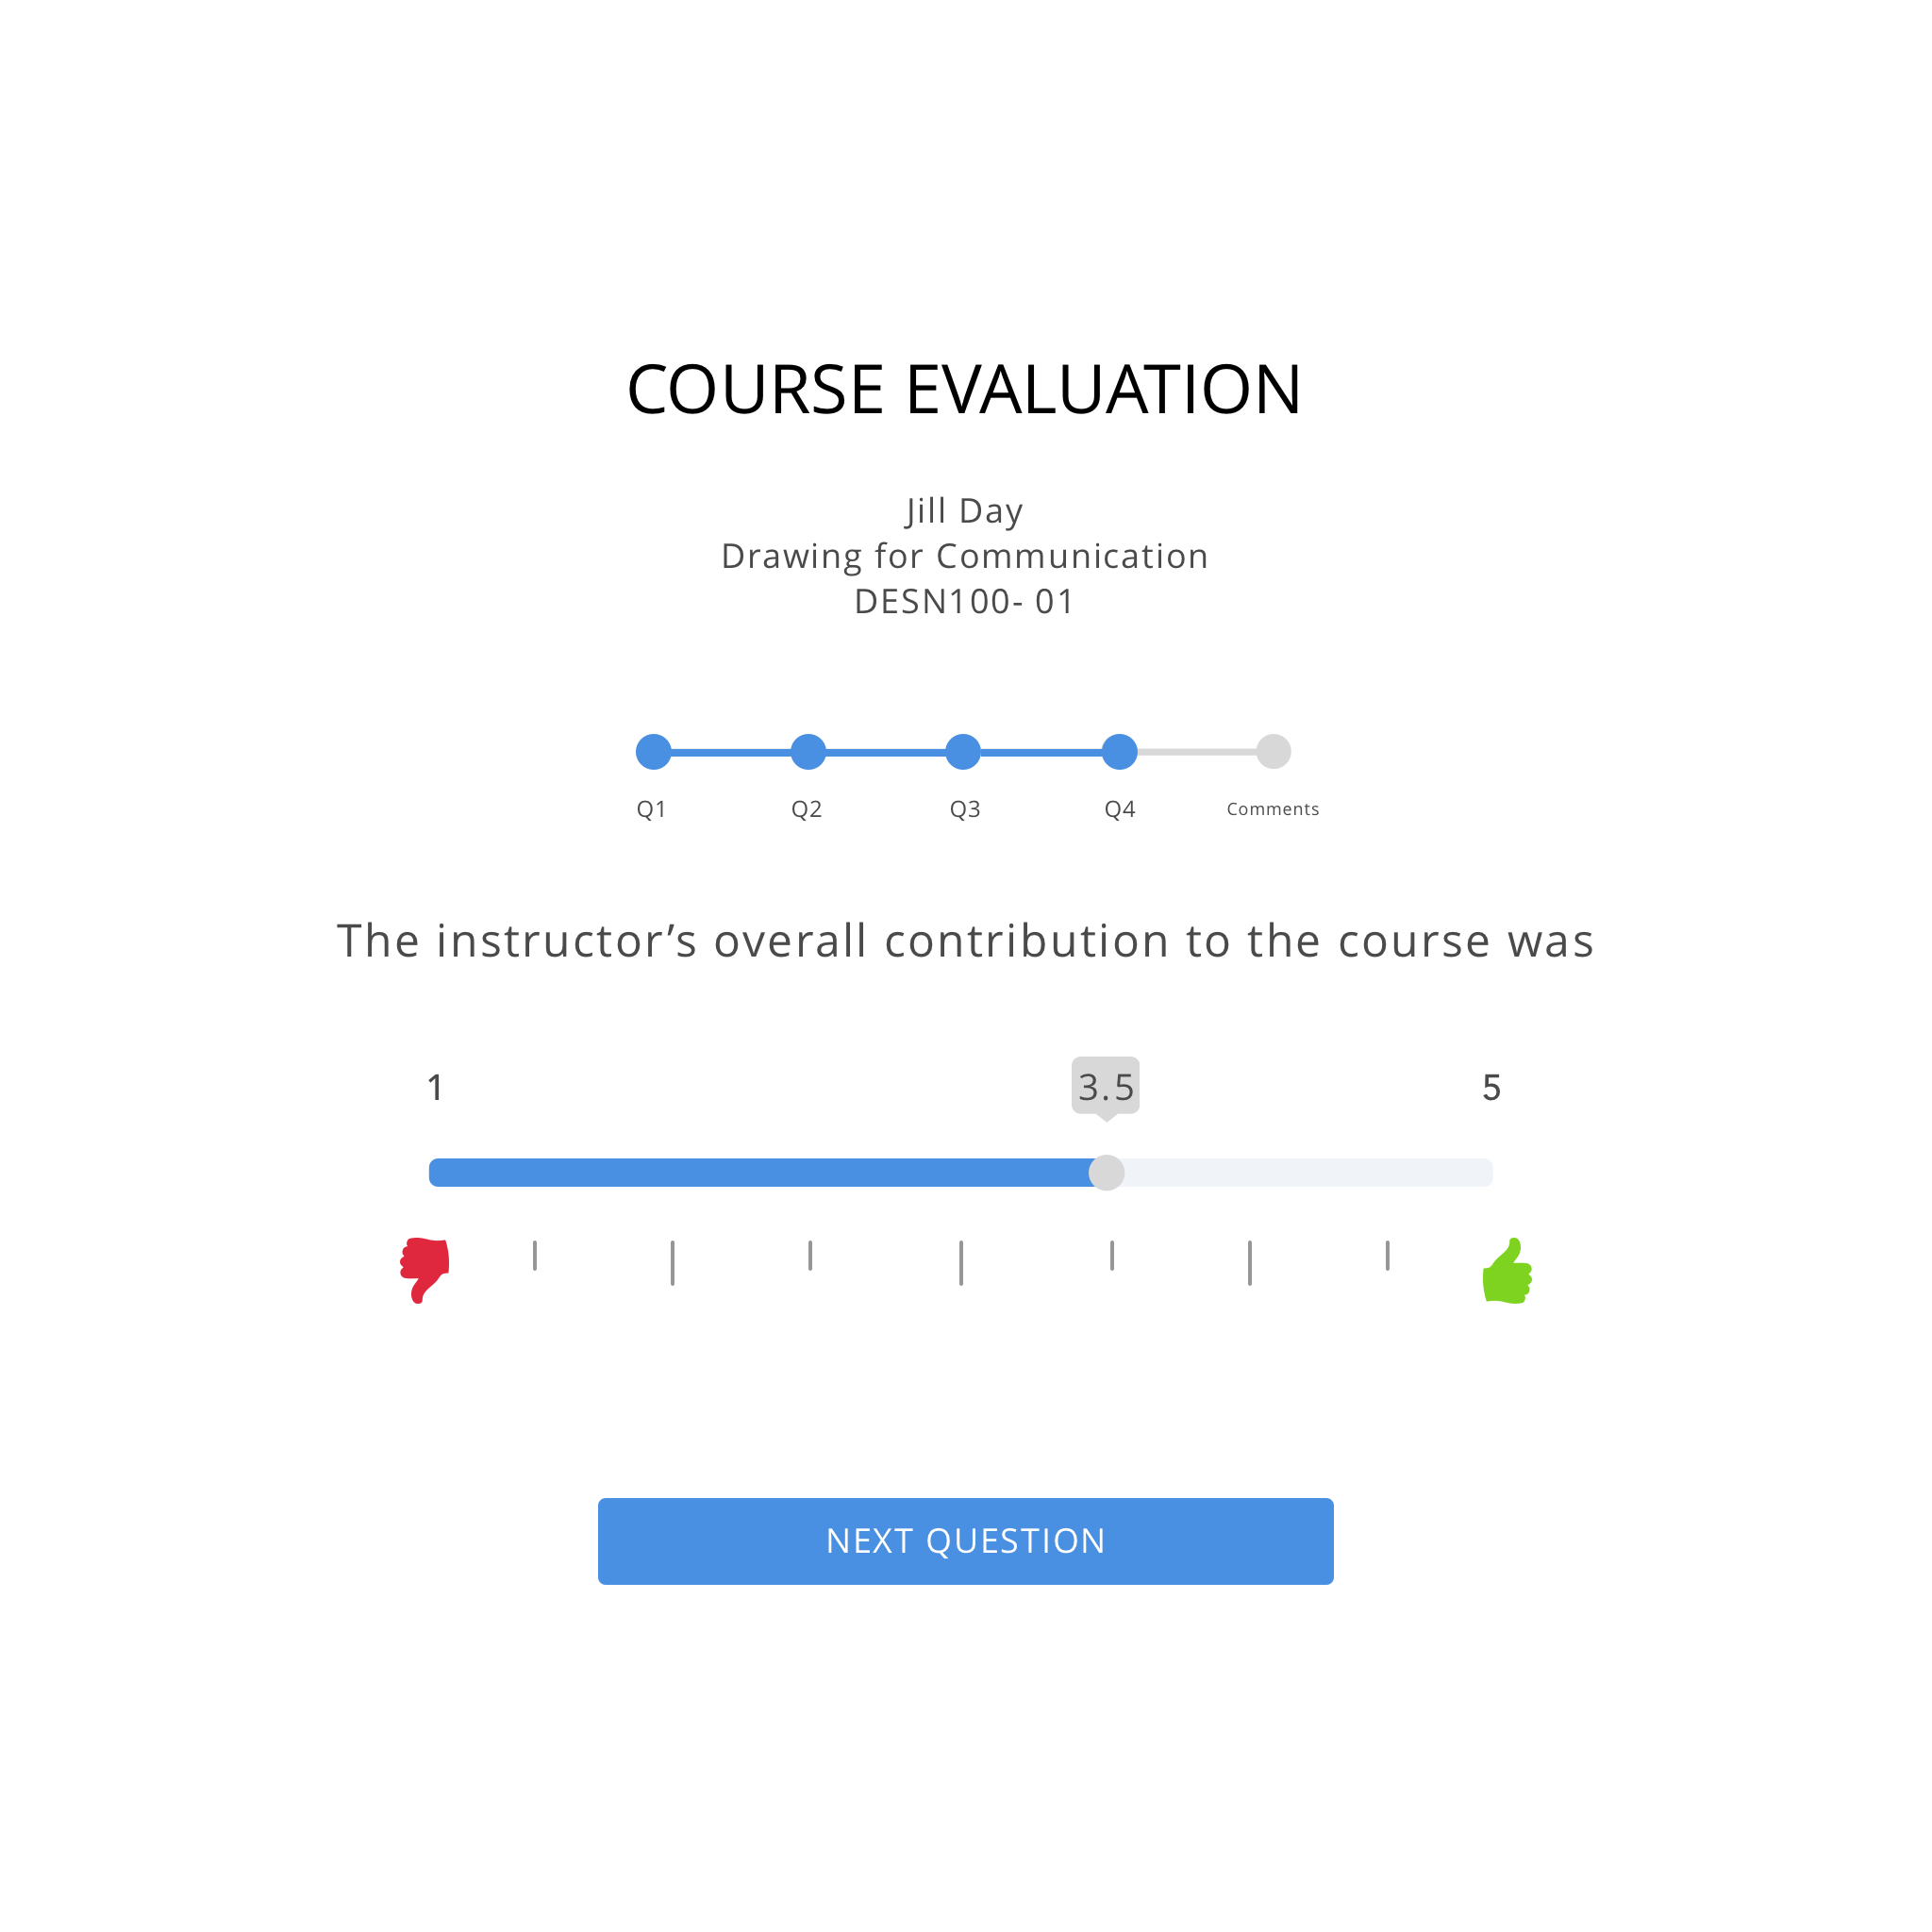 COURSE EVALUATION
Jill Day
Drawing for Communication
DESN100- 01
Q1 Q2 Q3 Q4 Comments
The instructor’s overall contribution to the course was
1 3.5 5
NEXT QUESTION